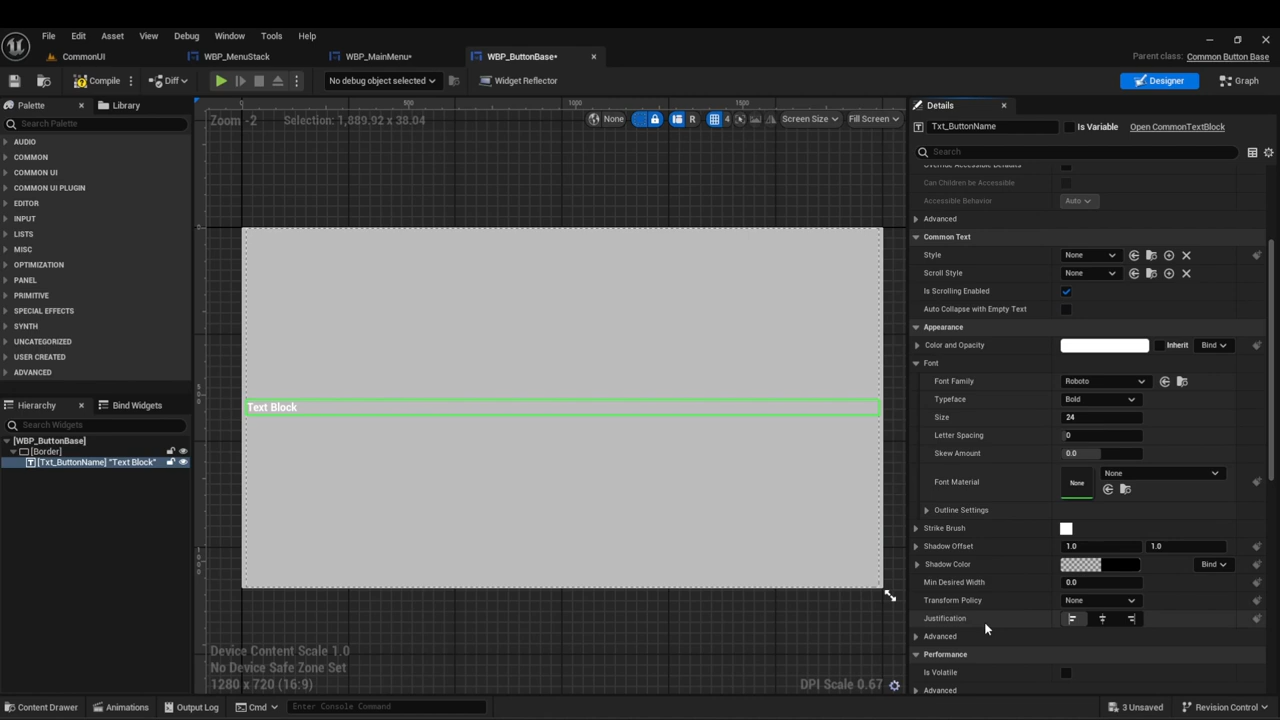 File Edit Asset View Debug Window Tools Help
CommonUI WBP_MenuStack WBP_MainMenu* WBP_ButtonBase*
Parent class: Common Button Base
Compile Diff No debug object selected Widget Reflector Designer Graph
Palette Library
Search Palette
AUDIO
COMMON
COMMON UI
COMMON UI PLUGIN
EDITOR
INPUT
LISTS
MISC
OPTIMIZATION
PANEL
PRIMITIVE
SPECIAL EFFECTS
SYNTH
UNCATEGORIZED
USER CREATED
ADVANCED
Hierarchy Bind Widgets
Search Widgets
[WBP_ButtonBase]
[Border]
[Txt_ButtonName] "Text Block"
0 500 1000 1500
Zoom -2 Selection: 1,889.92 x 38.04 None R 4 Screen Size Fill Screen
Text Block
Device Content Scale 1.0
No Device Safe Zone Set
1280 x 720 (16:9) DPI Scale 0.67
Details
Txt_ButtonName Is Variable Open CommonTextBlock
Search
Override Accessible Defaults
Can Children be Accessible
Accessible Behavior Auto
Advanced
Common Text
Style None
Scroll Style None
Is Scrolling Enabled
Auto Collapse with Empty Text
Appearance
Color and Opacity Inherit Bind
Font
Font Family Roboto
Typeface Bold
Size 24
Letter Spacing 0
Skew Amount 0.0
Font Material None None
Outline Settings
Strike Brush
Shadow Offset 1.0 1.0
Shadow Color Bind
Min Desired Width 0.0
Transform Policy None
Justification
Advanced
Performance
Is Volatile
Advanced
Content Drawer Animations Output Log Cmd Enter Console Command 3 Unsaved Revision Control